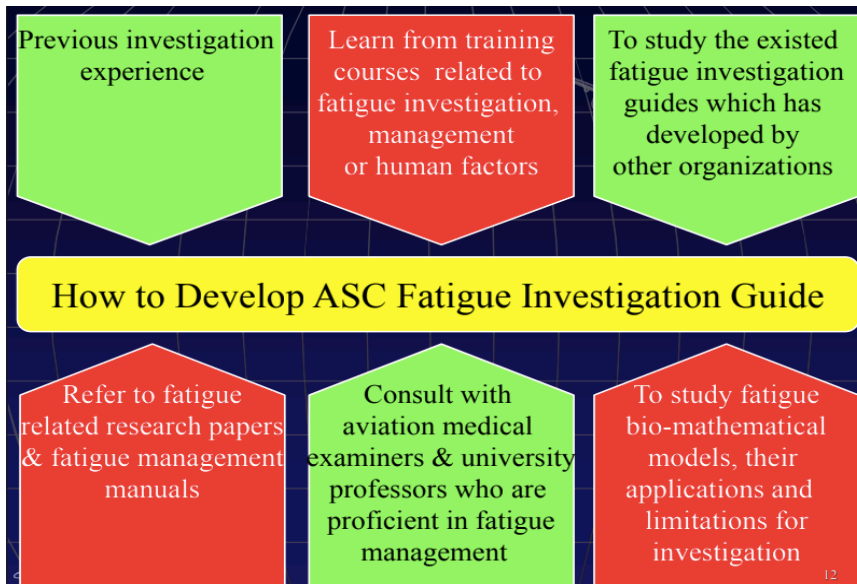 Previous investigation
experience
Learn from training
courses related to
fatigue investigation,
management
or human factors
To study the existed
fatigue investigation
guides which has
developed by
other organizations
How to Develop ASC Fatigue Investigation Guide
Refer to fatigue
related research papers
& fatigue management
manuals
Consult with
aviation medical
examiners & university
professors who are
proficient in fatigue
management
To study fatigue
bio-mathematical
models, their
applications and
limitations for
investigation
12